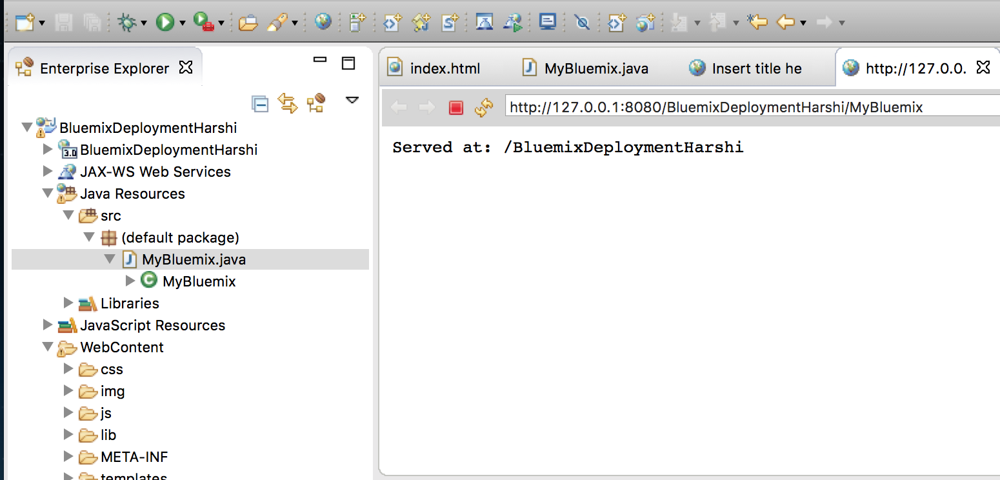 Enterprise Explorer
index.html
MyBluemix.java
Insert title he
http://127.0.0.
http://127.0.0.1:8080/BluemixDeploymentHarshi/MyBluemix
Served at: /BluemixDeploymentHarshi
BluemixDeploymentHarshi
3.0 BluemixDeploymentHarshi
JAX-WS Web Services
Java Resources
src
(default package)
MyBluemix.java
MyBluemix
Libraries
JavaScript Resources
WebContent
css
img
js
lib
META-INF
templates